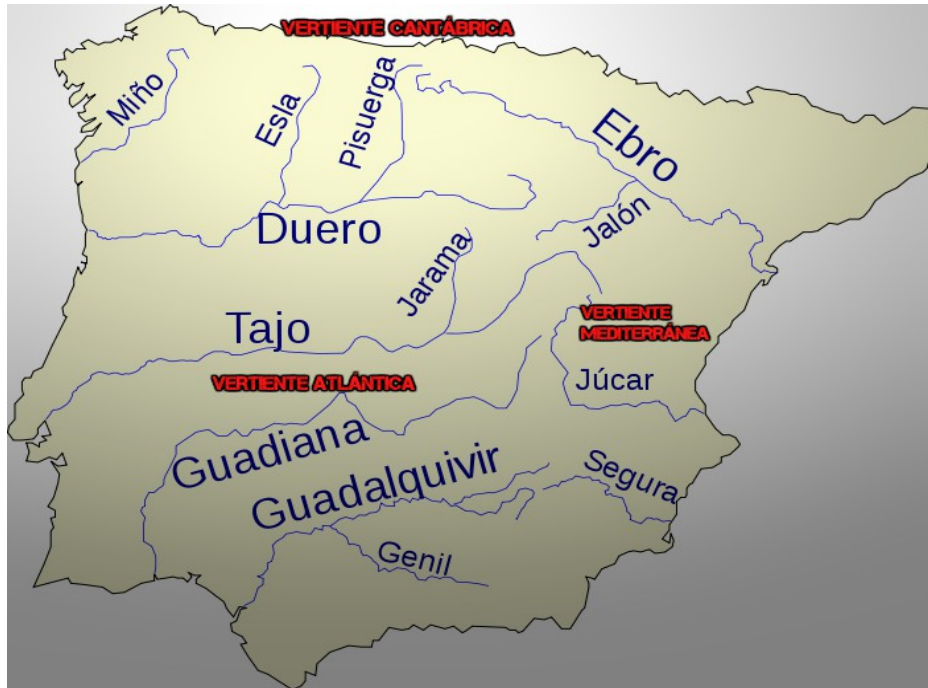 VERTIENTE CANTÁBRICA
Miño
Esla
Pisuerga
Ebro
Duero
Jalón
Jarama
Tajo
VERTIENTE
MEDITERRÁNEA
VERTIENTE ATLÁNTICA
Júcar
Guadiana
Guadalquivir
Segura
Genil